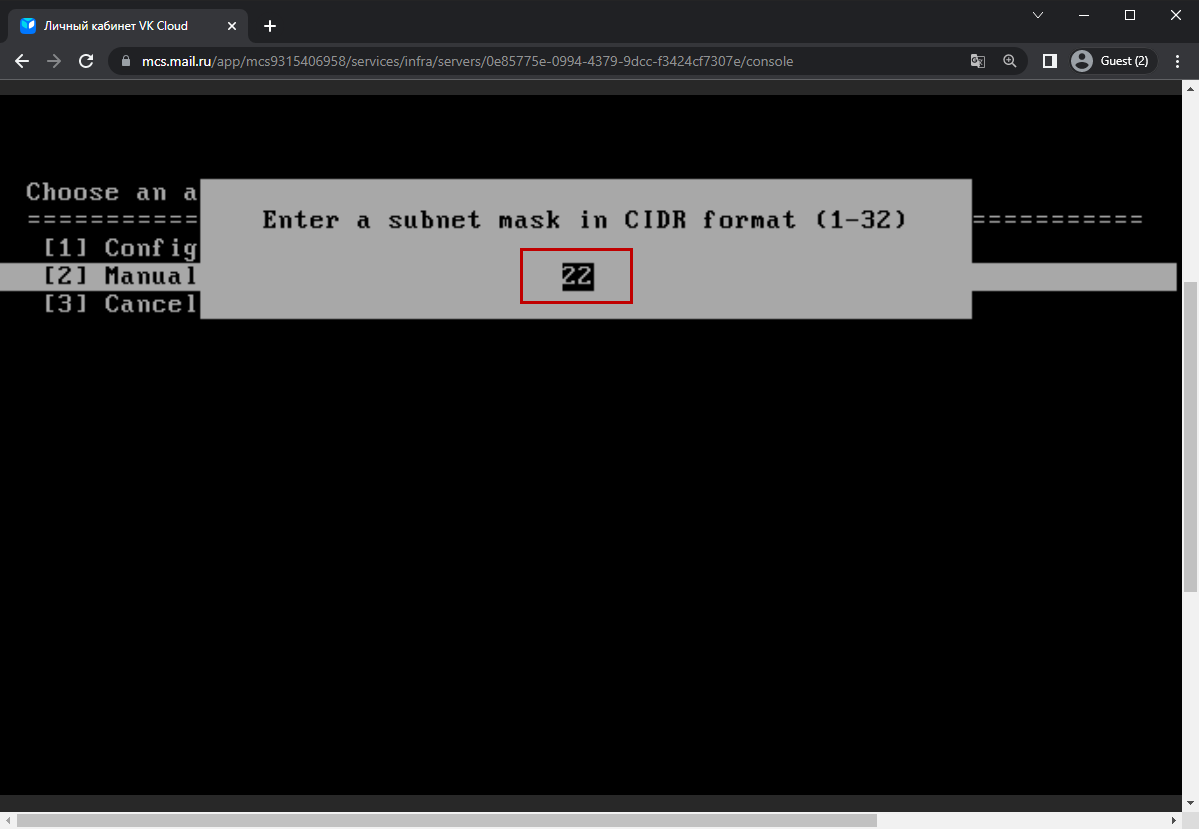 Личный кабинет VK Cloud
mcs.mail.ru/app/mcs9315406958/services/infra/servers/0e85775e-0994-4379-9dcc-f3424cf7307e/console
Guest (2)
Choose an a
Enter a subnet mask in CIDR format (1-32)
[1] Config
22
[2] Manual
[3] Cancel